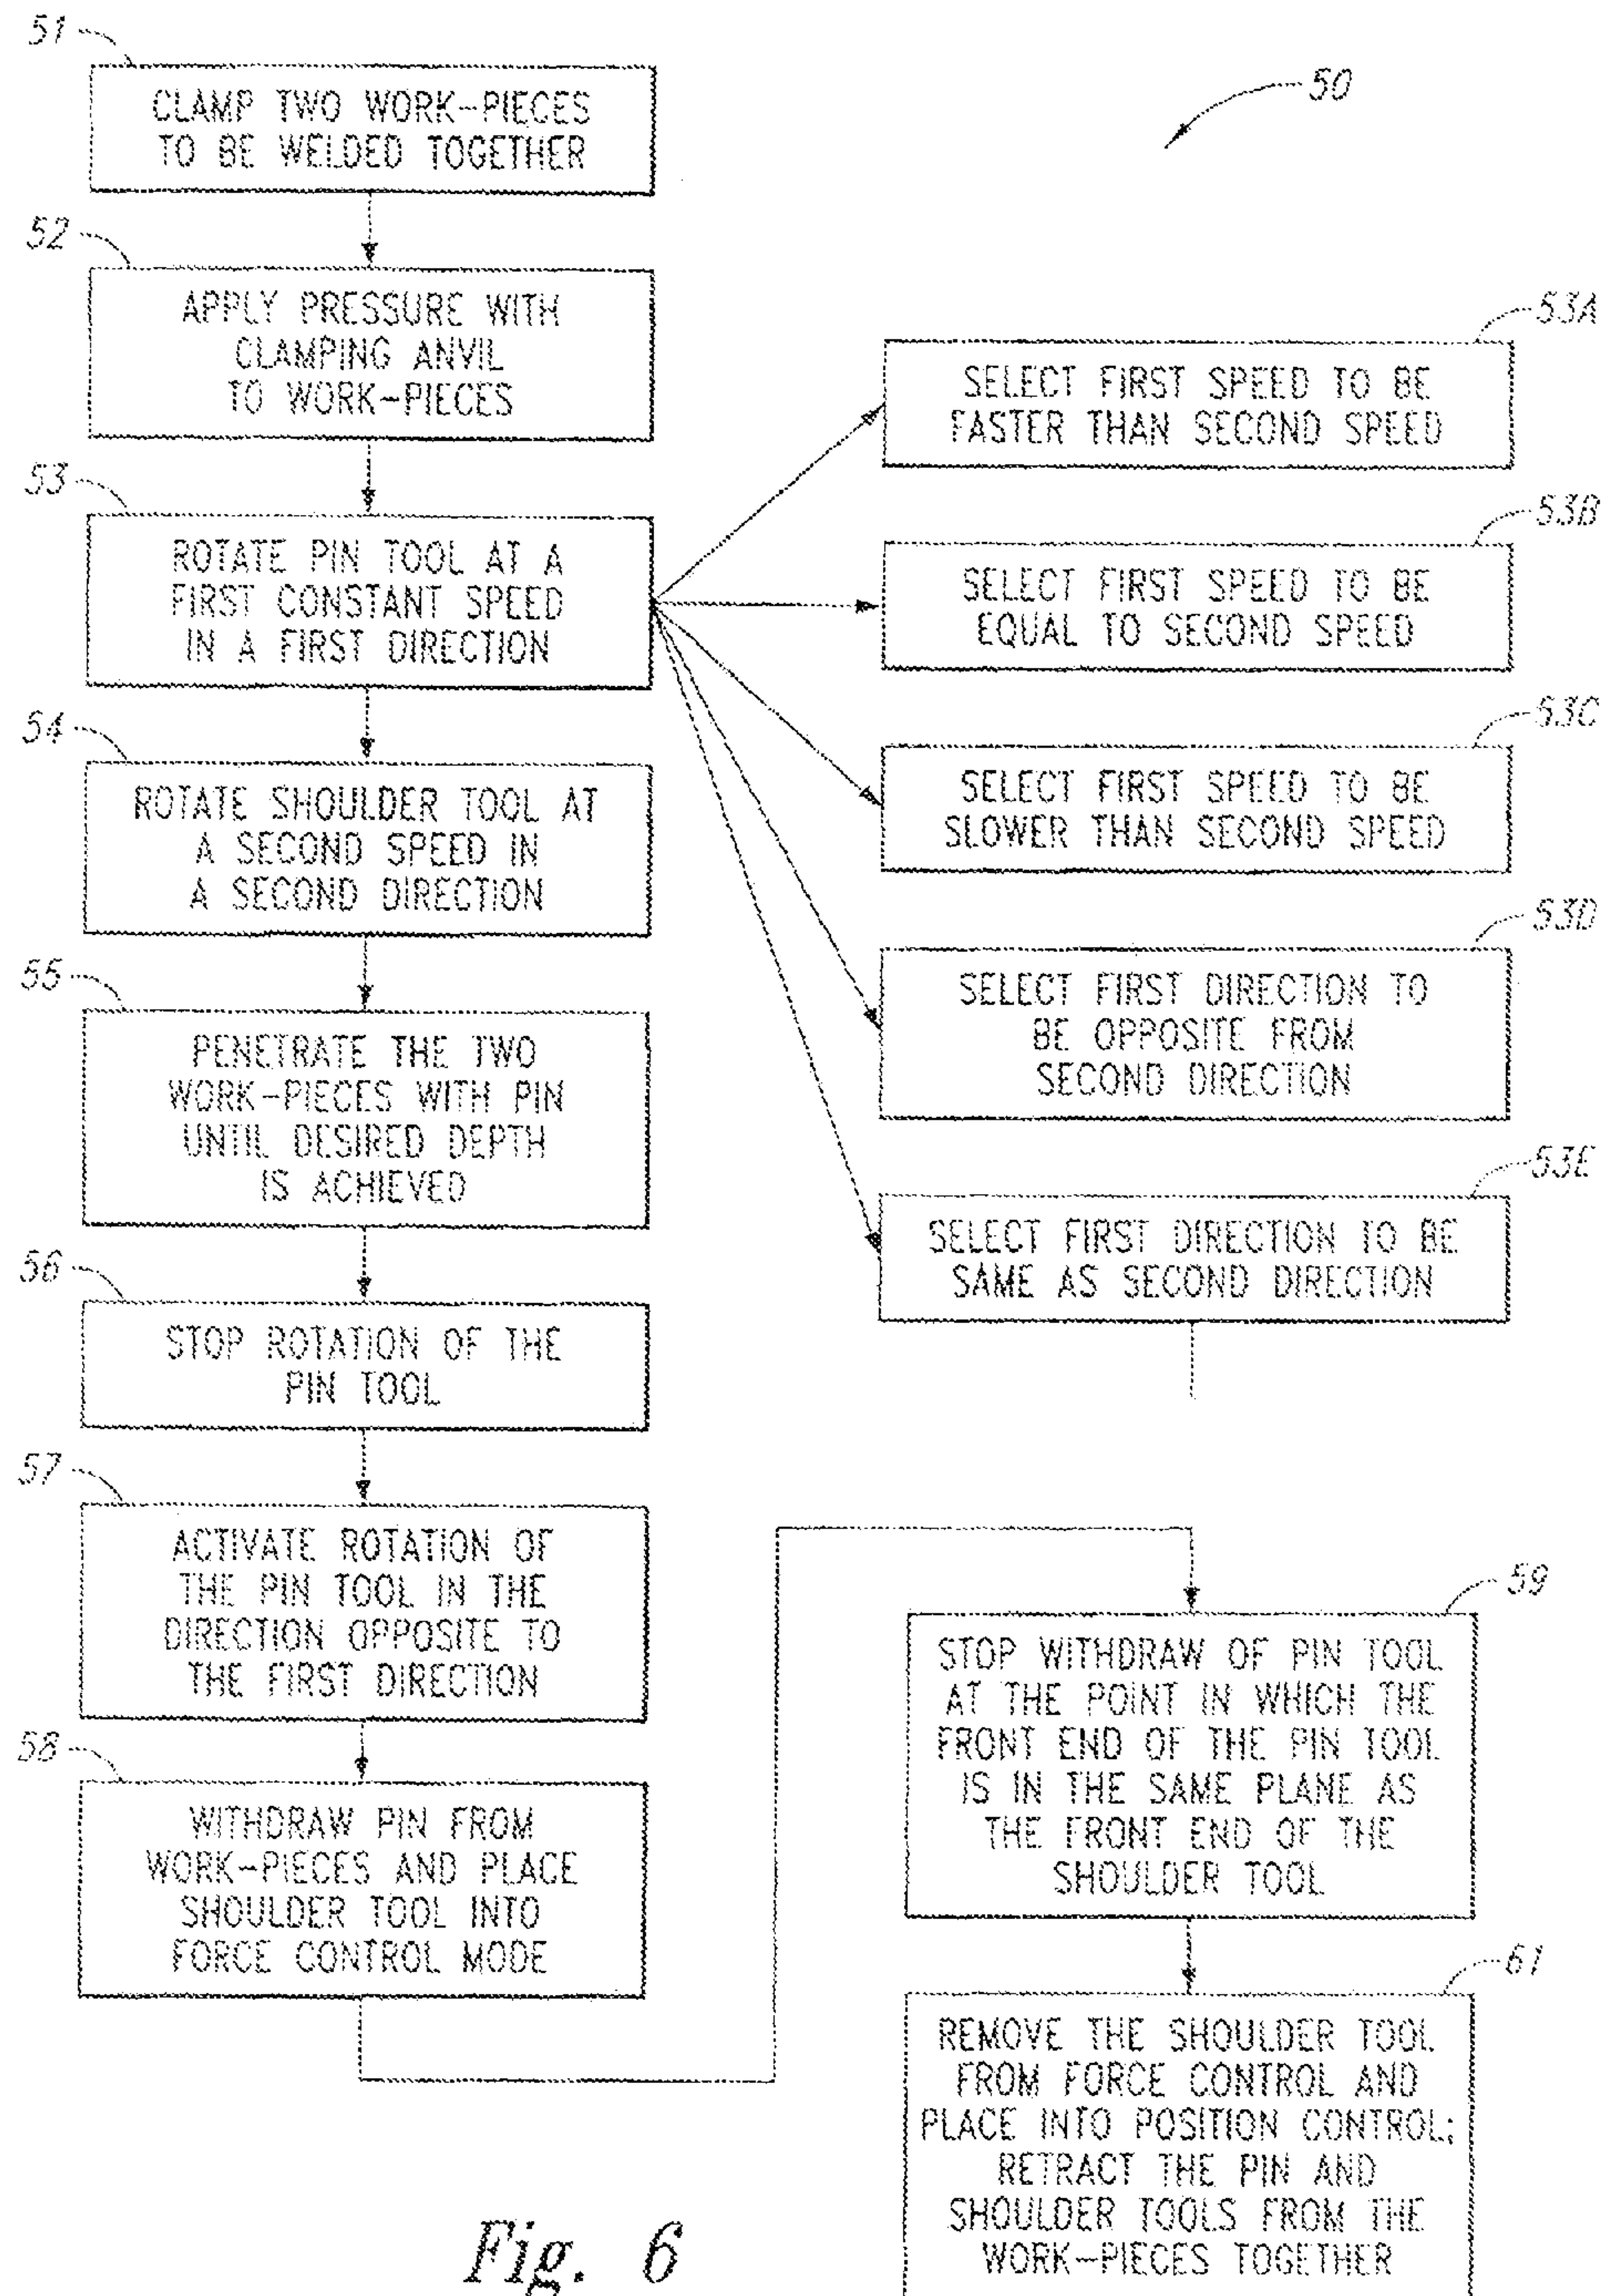 51
CLAMP TWO WORK-PIECES
TO BE WELDED TOGETHER
50
52
APPLY PRESSURE WITH
CLAMPING ANVIL
TO WORK-PIECES
53
ROTATE PIN TOOL AT A
FIRST CONSTANT SPEED
IN A FIRST DIRECTION
54
ROTATE SHOULDER TOOL AT
A SECOND SPEED IN
A SECOND DIRECTION
55
PENETRATE THE TWO
WORK-PIECES WITH PIN
UNTIL DESIRED DEPTH
IS ACHIEVED
56
STOP ROTATION OF THE
PIN TOOL
57
ACTIVATE ROTATION OF
THE PIN TOOL IN THE
DIRECTION OPPOSITE TO
THE FIRST DIRECTION
58
WITHDRAW PIN FROM
WORK-PIECES AND PLACE
SHOULDER TOOL INTO
FORCE CONTROL MODE
53A
SELECT FIRST SPEED TO BE
FASTER THAN SECOND SPEED
53B
SELECT FIRST SPEED TO BE
EQUAL TO SECOND SPEED
53C
SELECT FIRST SPEED TO BE
SLOWER THAN SECOND SPEED
53D
SELECT FIRST DIRECTION TO
BE OPPOSITE FROM
SECOND DIRECTION
53E
SELECT FIRST DIRECTION TO BE
SAME AS SECOND DIRECTION
59
STOP WITHDRAW OF PIN TOOL
AT THE POINT IN WHICH THE
FRONT END OF THE PIN TOOL
IS IN THE SAME PLANE AS
THE FRONT END OF THE
SHOULDER TOOL
61
REMOVE THE SHOULDER TOOL
FROM FORCE CONTROL AND
PLACE INTO POSITION CONTROL;
RETRACT THE PIN AND
SHOULDER TOOLS FROM THE
WORK-PIECES TOGETHER
Fig. 6